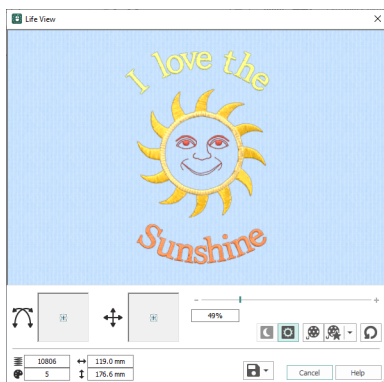 Life View
I love the
Sunshine
49%
10806
119.0 mm
5
176.6 mm
Cancel
Help